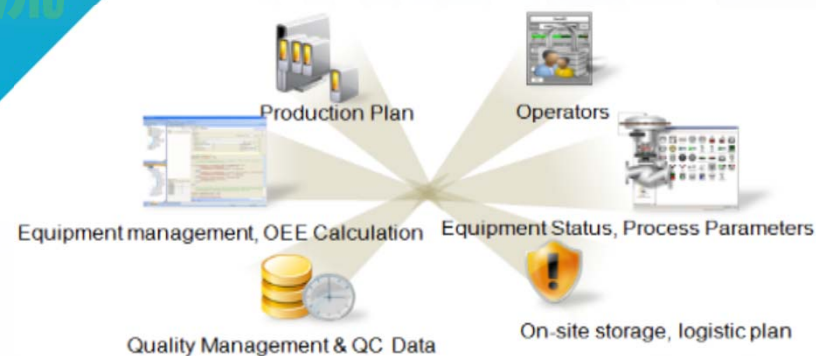 Production Plan
Operators
Equipment management, OEE Calculation
Equipment Status, Process Parameters
Quality Management & QC Data
On-site storage, logistic plan